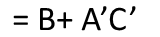 = B+ A’C’